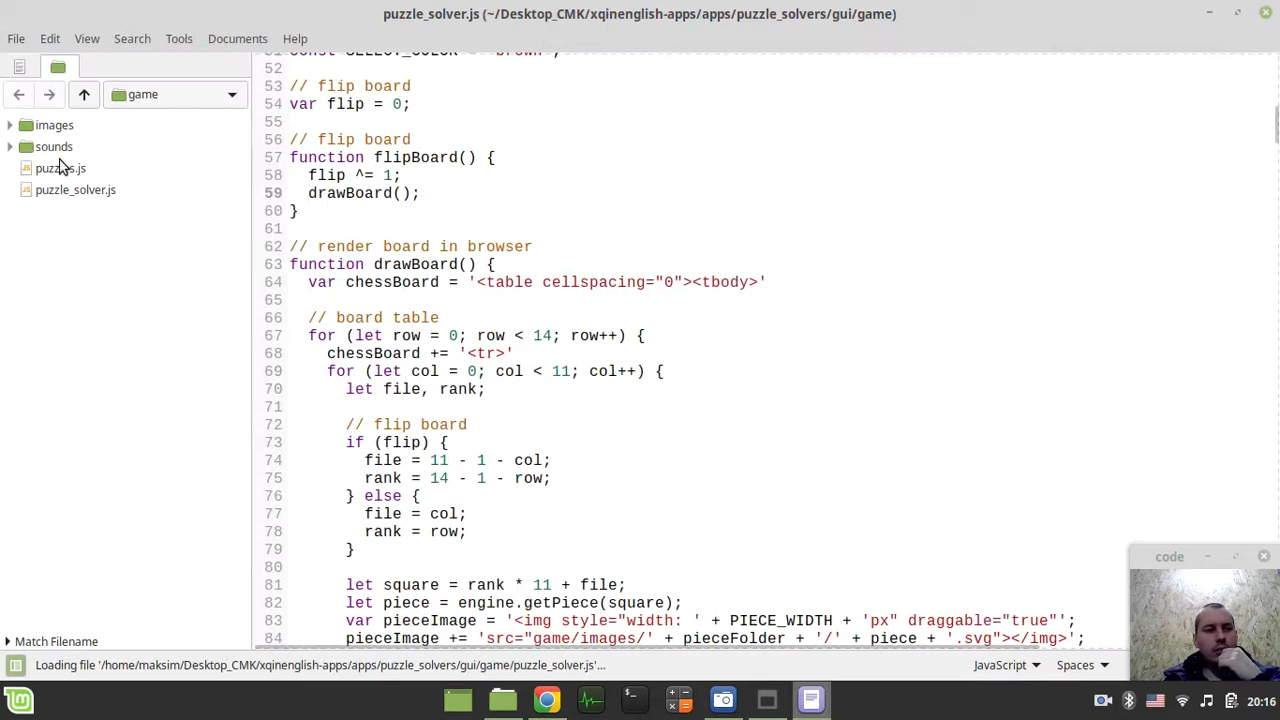 puzzle_solver.js (~/Desktop_CMK/xqinenglish-apps/apps/puzzle_solvers/gui/game)
File Edit View Search Tools Documents Help
game
images
sounds
puzzles.js
puzzle_solver.js
Match Filename
52
53 // flip board
54 var flip = 0;
55
56 // flip board
57 function flipBoard() {
58 flip ^= 1;
59 drawBoard();
60 }
61
62 // render board in browser
63 function drawBoard() {
64 var chessBoard = '<table cellspacing="0"><tbody>'
65
66 // board table
67 for (let row = 0; row < 14; row++) {
68 chessBoard += '<tr>'
69 for (let col = 0; col < 11; col++) {
70 let file, rank;
71
72 // flip board
73 if (flip) {
74 file = 11 - 1 - col;
75 rank = 14 - 1 - row;
76 } else {
77 file = col;
78 rank = row;
79 }
80
81 let square = rank * 11 + file;
82 let piece = engine.getPiece(square);
83 var pieceImage = '<img style="width: ' + PIECE_WIDTH + 'px" draggable="true"';
84 pieceImage += 'src="game/images/' + pieceFolder + '/' + piece + '.svg"></img>';
code
Loading file '/home/maksim/Desktop_CMK/xqinenglish-apps/apps/puzzle_solvers/gui/game/puzzle_solver.js'...
JavaScript
Spaces
20:16